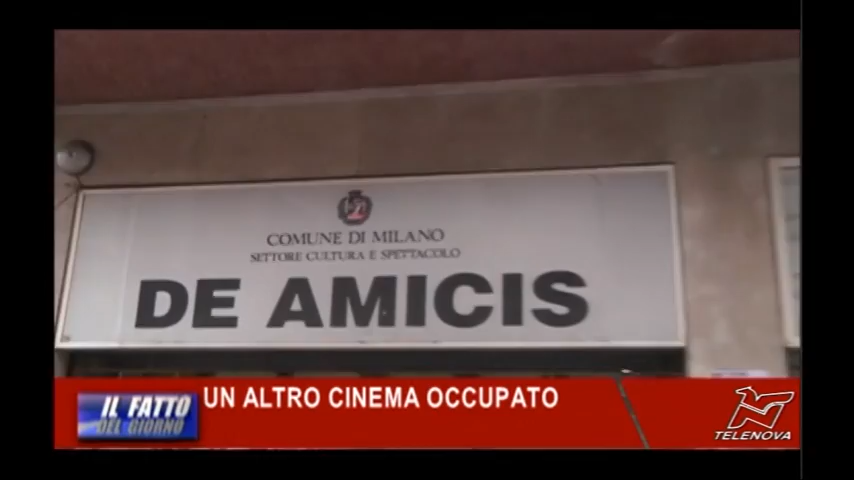 COMUNE DI MILANO
SETTORE CULTURA E SPETTACOLO
DE AMICIS
IL FATTO
DEL GIORNO
UN ALTRO CINEMA OCCUPATO
TELENOVA